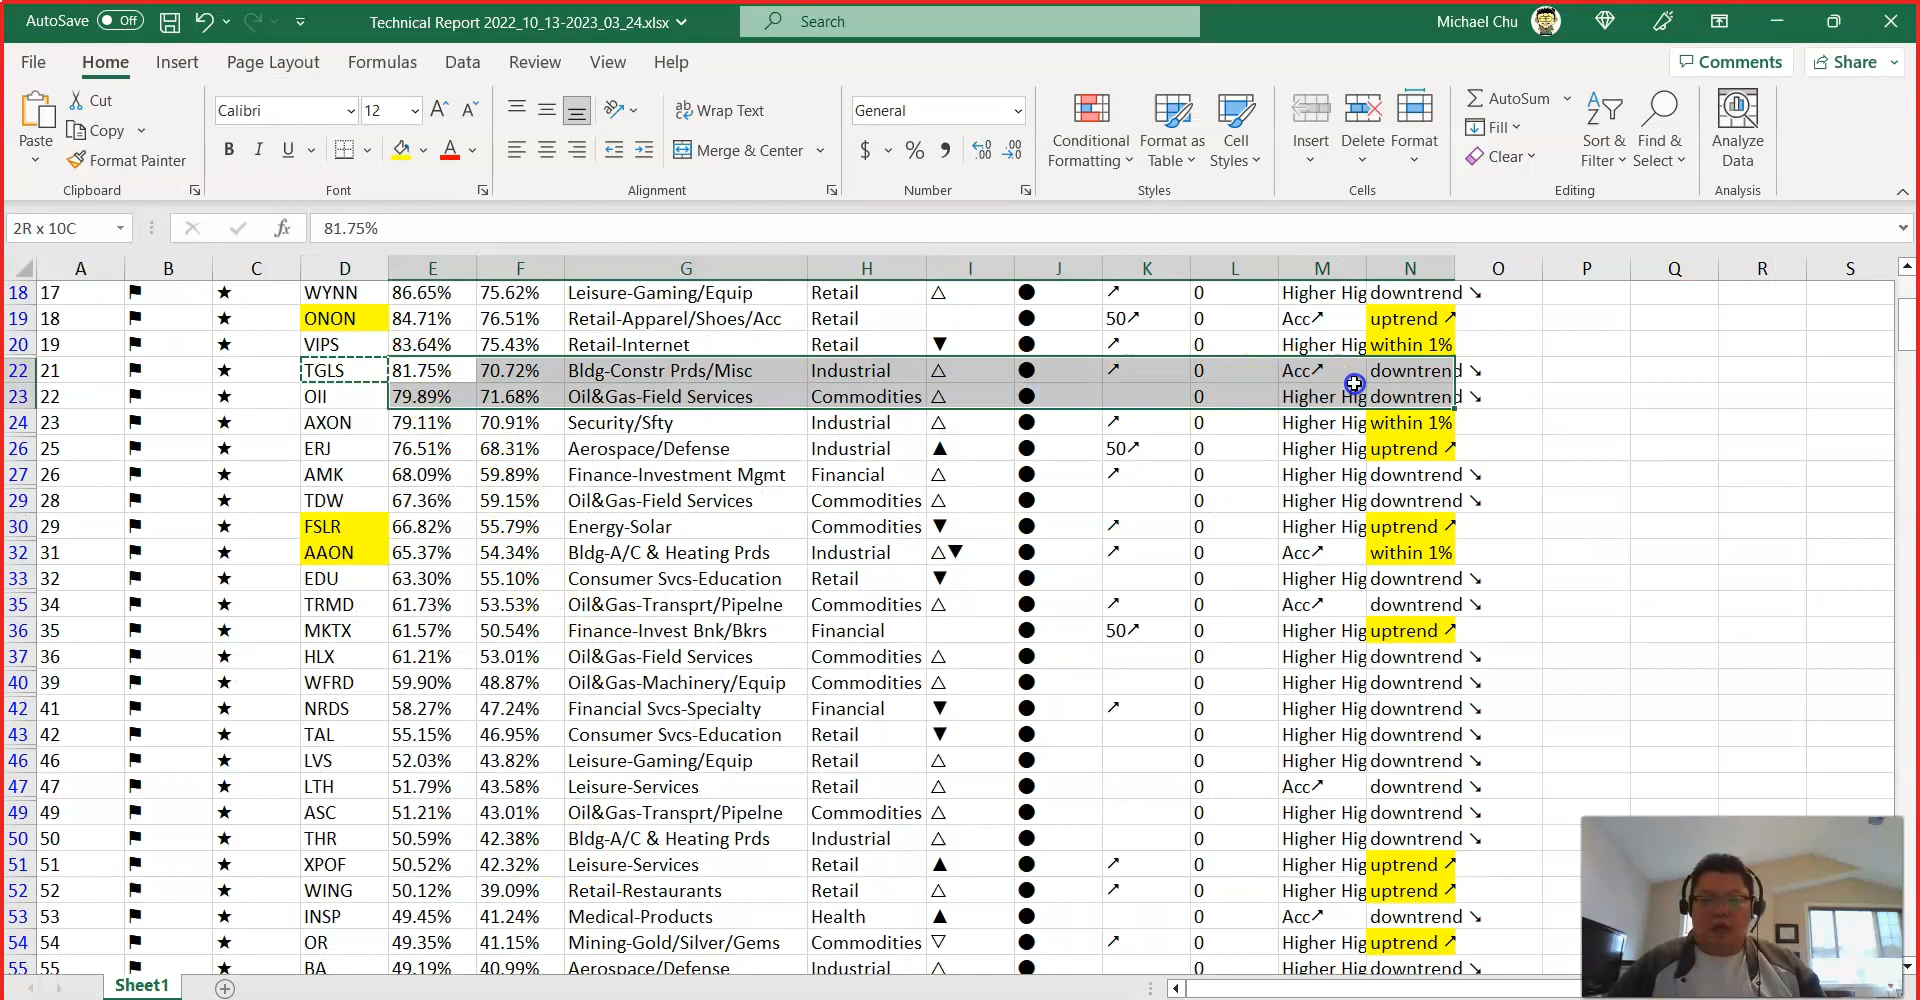 AutoSave Off Technical Report 2022_10_13-2023_03_24.xlsx Search Michael Chu
File Home Insert Page Layout Formulas Data Review View Help Comments Share
Paste Cut Copy Format Painter Clipboard
Calibri 12 B I U A Font
ab Wrap Text Merge & Center Alignment
General $ % Number
Conditional Formatting Format as Table Cell Styles Styles
Insert Delete Format Cells
AutoSum Fill Clear Sort & Filter Find & Select Editing
Analyze Data Analysis
2R x 10C fx 81.75%
A B C D E F G H I J K L M N O P Q R S
18 17 ⚑ ★ WYNN 86.65% 75.62% Leisure-Gaming/Equip Retail △ ● ↗ 0 Higher Hig downtrend ↘
19 18 ⚑ ★ ONON 84.71% 76.51% Retail-Apparel/Shoes/Acc Retail ● 50↗ 0 Acc↗ uptrend ↗
20 19 ⚑ ★ VIPS 83.64% 75.43% Retail-Internet Retail ▼ ● ↗ 0 Higher Hig within 1%
22 21 ⚑ ★ TGLS 81.75% 70.72% Bldg-Constr Prds/Misc Industrial △ ● ↗ 0 Acc↗ downtrend ↘
23 22 ⚑ ★ OII 79.89% 71.68% Oil&Gas-Field Services Commodities △ ● 0 Higher Hig downtrend ↘
24 23 ⚑ ★ AXON 79.11% 70.91% Security/Sfty Industrial △ ● ↗ 0 Higher Hig within 1%
26 25 ⚑ ★ ERJ 76.51% 68.31% Aerospace/Defense Industrial ▲ ● 50↗ 0 Higher Hig uptrend ↗
27 26 ⚑ ★ AMK 68.09% 59.89% Finance-Investment Mgmt Financial △ ● ↗ 0 Higher Hig downtrend ↘
29 28 ⚑ ★ TDW 67.36% 59.15% Oil&Gas-Field Services Commodities △ ● 0 Higher Hig downtrend ↘
30 29 ⚑ ★ FSLR 66.82% 55.79% Energy-Solar Commodities ▼ ● ↗ 0 Higher Hig uptrend ↗
32 31 ⚑ ★ AAON 65.37% 54.34% Bldg-A/C & Heating Prds Industrial △▼ ● ↗ 0 Acc↗ within 1%
33 32 ⚑ ★ EDU 63.30% 55.10% Consumer Svcs-Education Retail ▼ ● 0 Higher Hig downtrend ↘
35 34 ⚑ ★ TRMD 61.73% 53.53% Oil&Gas-Transprt/Pipelne Commodities △ ● ↗ 0 Acc↗ downtrend ↘
36 35 ⚑ ★ MKTX 61.57% 50.54% Finance-Invest Bnk/Bkrs Financial ● 50↗ 0 Higher Hig uptrend ↗
37 36 ⚑ ★ HLX 61.21% 53.01% Oil&Gas-Field Services Commodities △ ● 0 Higher Hig downtrend ↘
40 39 ⚑ ★ WFRD 59.90% 48.87% Oil&Gas-Machinery/Equip Commodities △ ● 0 Higher Hig downtrend ↘
42 41 ⚑ ★ NRDS 58.27% 47.24% Financial Svcs-Specialty Financial ▼ ● ↗ 0 Higher Hig downtrend ↘
43 42 ⚑ ★ TAL 55.15% 46.95% Consumer Svcs-Education Retail ▼ ● 0 Higher Hig downtrend ↘
46 46 ⚑ ★ LVS 52.03% 43.82% Leisure-Gaming/Equip Retail △ ● 0 Higher Hig downtrend ↘
47 47 ⚑ ★ LTH 51.79% 43.58% Leisure-Services Retail △ ● 0 Acc↗ downtrend ↘
49 49 ⚑ ★ ASC 51.21% 43.01% Oil&Gas-Transprt/Pipelne Commodities △ ● 0 Higher Hig downtrend ↘
50 50 ⚑ ★ THR 50.59% 42.38% Bldg-A/C & Heating Prds Industrial △ ● 0 Higher Hig downtrend ↘
51 51 ⚑ ★ XPOF 50.52% 42.32% Leisure-Services Retail ▲ ● ↗ 0 Higher Hig uptrend ↗
52 52 ⚑ ★ WING 50.12% 39.09% Retail-Restaurants Retail △ ● ↗ 0 Higher Hig uptrend ↗
53 53 ⚑ ★ INSP 49.45% 41.24% Medical-Products Health ▲ ● 0 Acc↗ downtrend ↘
54 54 ⚑ ★ OR 49.35% 41.15% Mining-Gold/Silver/Gems Commodities ▽ ● ↗ 0 Higher Hig uptrend ↗
55 55 ⚑ ★ BA 49.19% 40.99% Aerospace/Defense Industrial △ ● 0 Higher Hig downtrend ↘
Sheet1